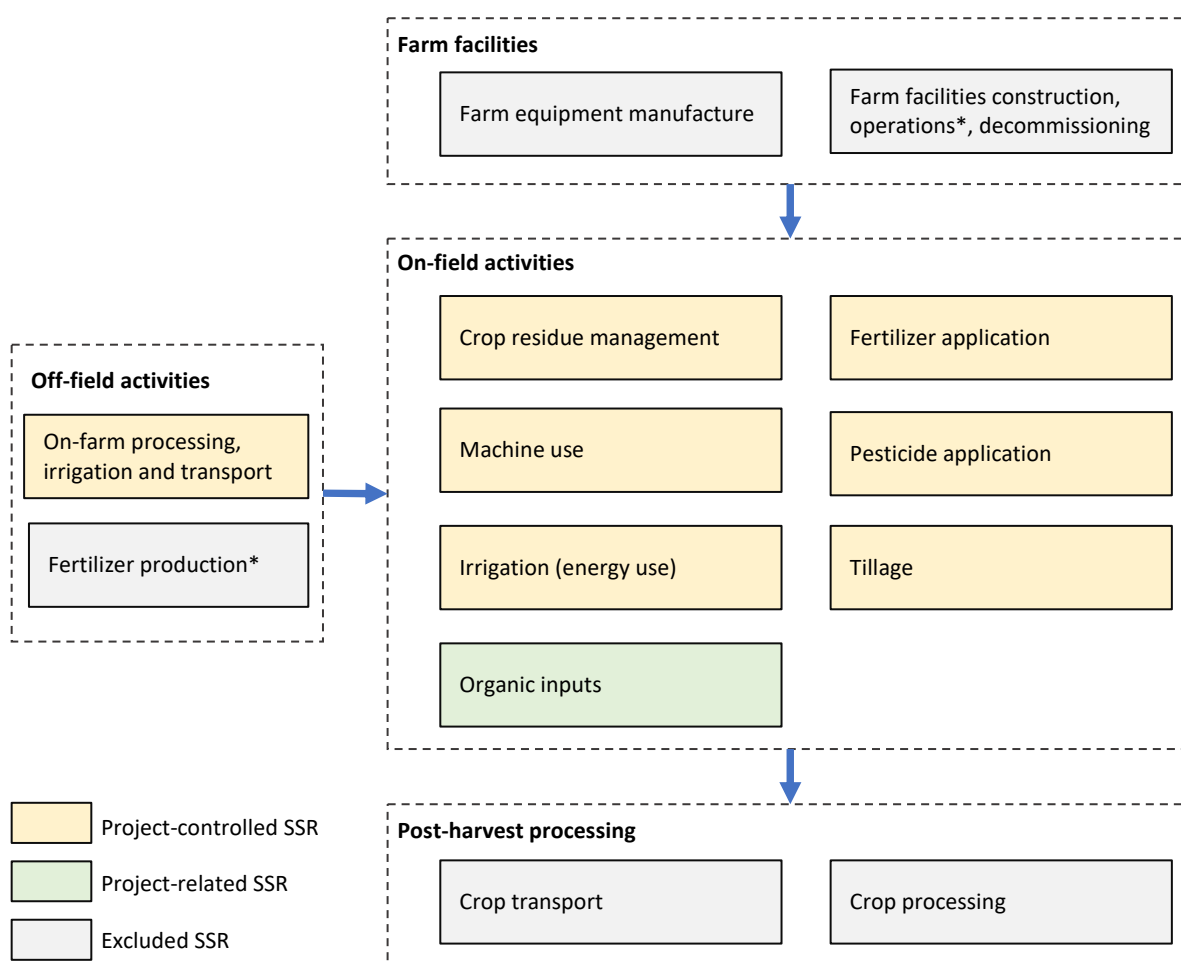 Farm facilities
Farm equipment manufacture
Farm facilities construction,
operations*, decommissioning
On-field activities
Crop residue management
Fertilizer application
Off-field activities
On-farm processing,
irrigation and transport
Machine use
Pesticide application
Fertilizer production*
Irrigation (energy use)
Tillage
Organic inputs
Project-controlled SSR
Project-related SSR
Excluded SSR
Post-harvest processing
Crop transport
Crop processing